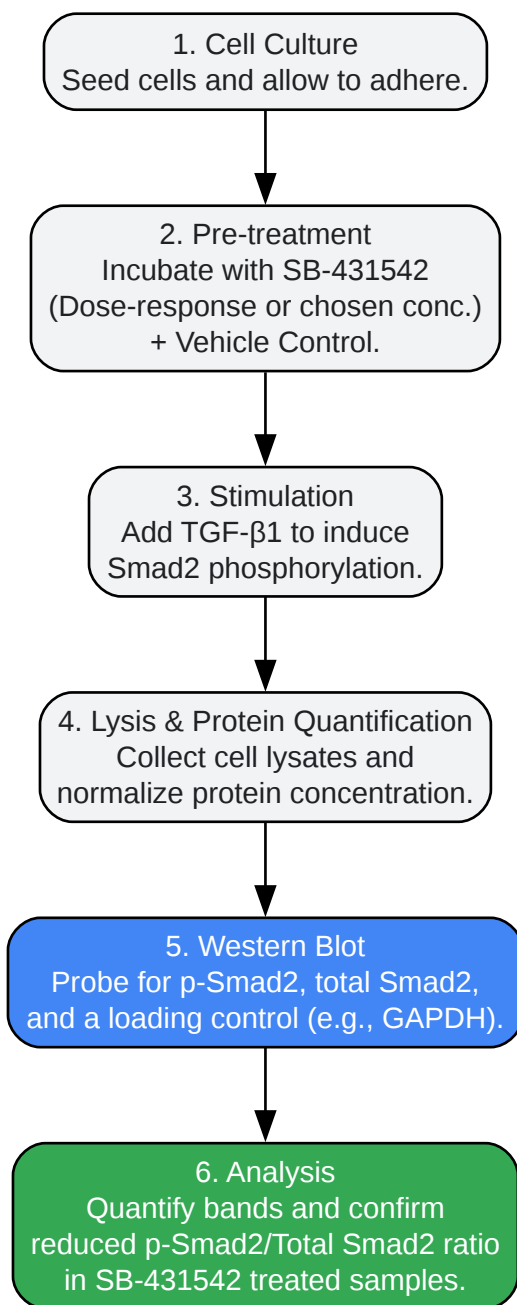 1. Cell Culture
Seed cells and allow to adhere.
2. Pre-treatment
Incubate with SB-431542
(Dose-response or chosen conc.)
+ Vehicle Control.
3. Stimulation
Add TGF-β1 to induce
Smad2 phosphorylation.
4. Lysis & Protein Quantification
Collect cell lysates and
normalize protein concentration.
5. Western Blot
Probe for p-Smad2, total Smad2,
and a loading control (e.g., GAPDH).
6. Analysis
Quantify bands and confirm
reduced p-Smad2/Total Smad2 ratio
in SB-431542 treated samples.